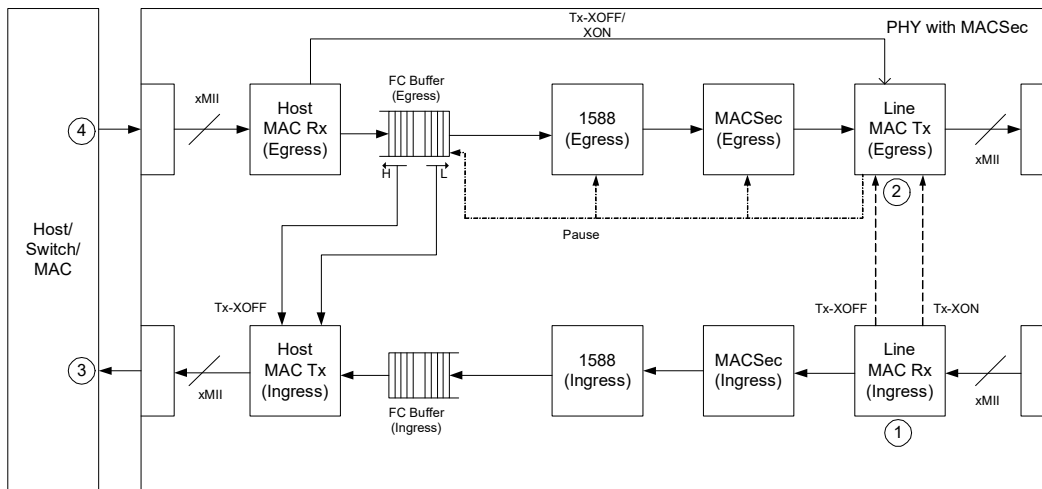 Tx-XOFF/
XON
PHY with MACSec
FC Buffer
(Egress)
xMII
Host
MAC Rx
(Egress)
1588
(Egress)
MACSec
(Egress)
Line
MAC Tx
(Egress)
xMII
4
H
L
2
Pause
Host/
Switch/
MAC
Tx-XOFF
Tx-XOFF
Tx-XON
3
xMII
Host
MAC Tx
(Ingress)
FC Buffer
(Ingress)
1588
(Ingress)
MACSec
(Ingress)
Line
MAC Rx
(Ingress)
xMII
1